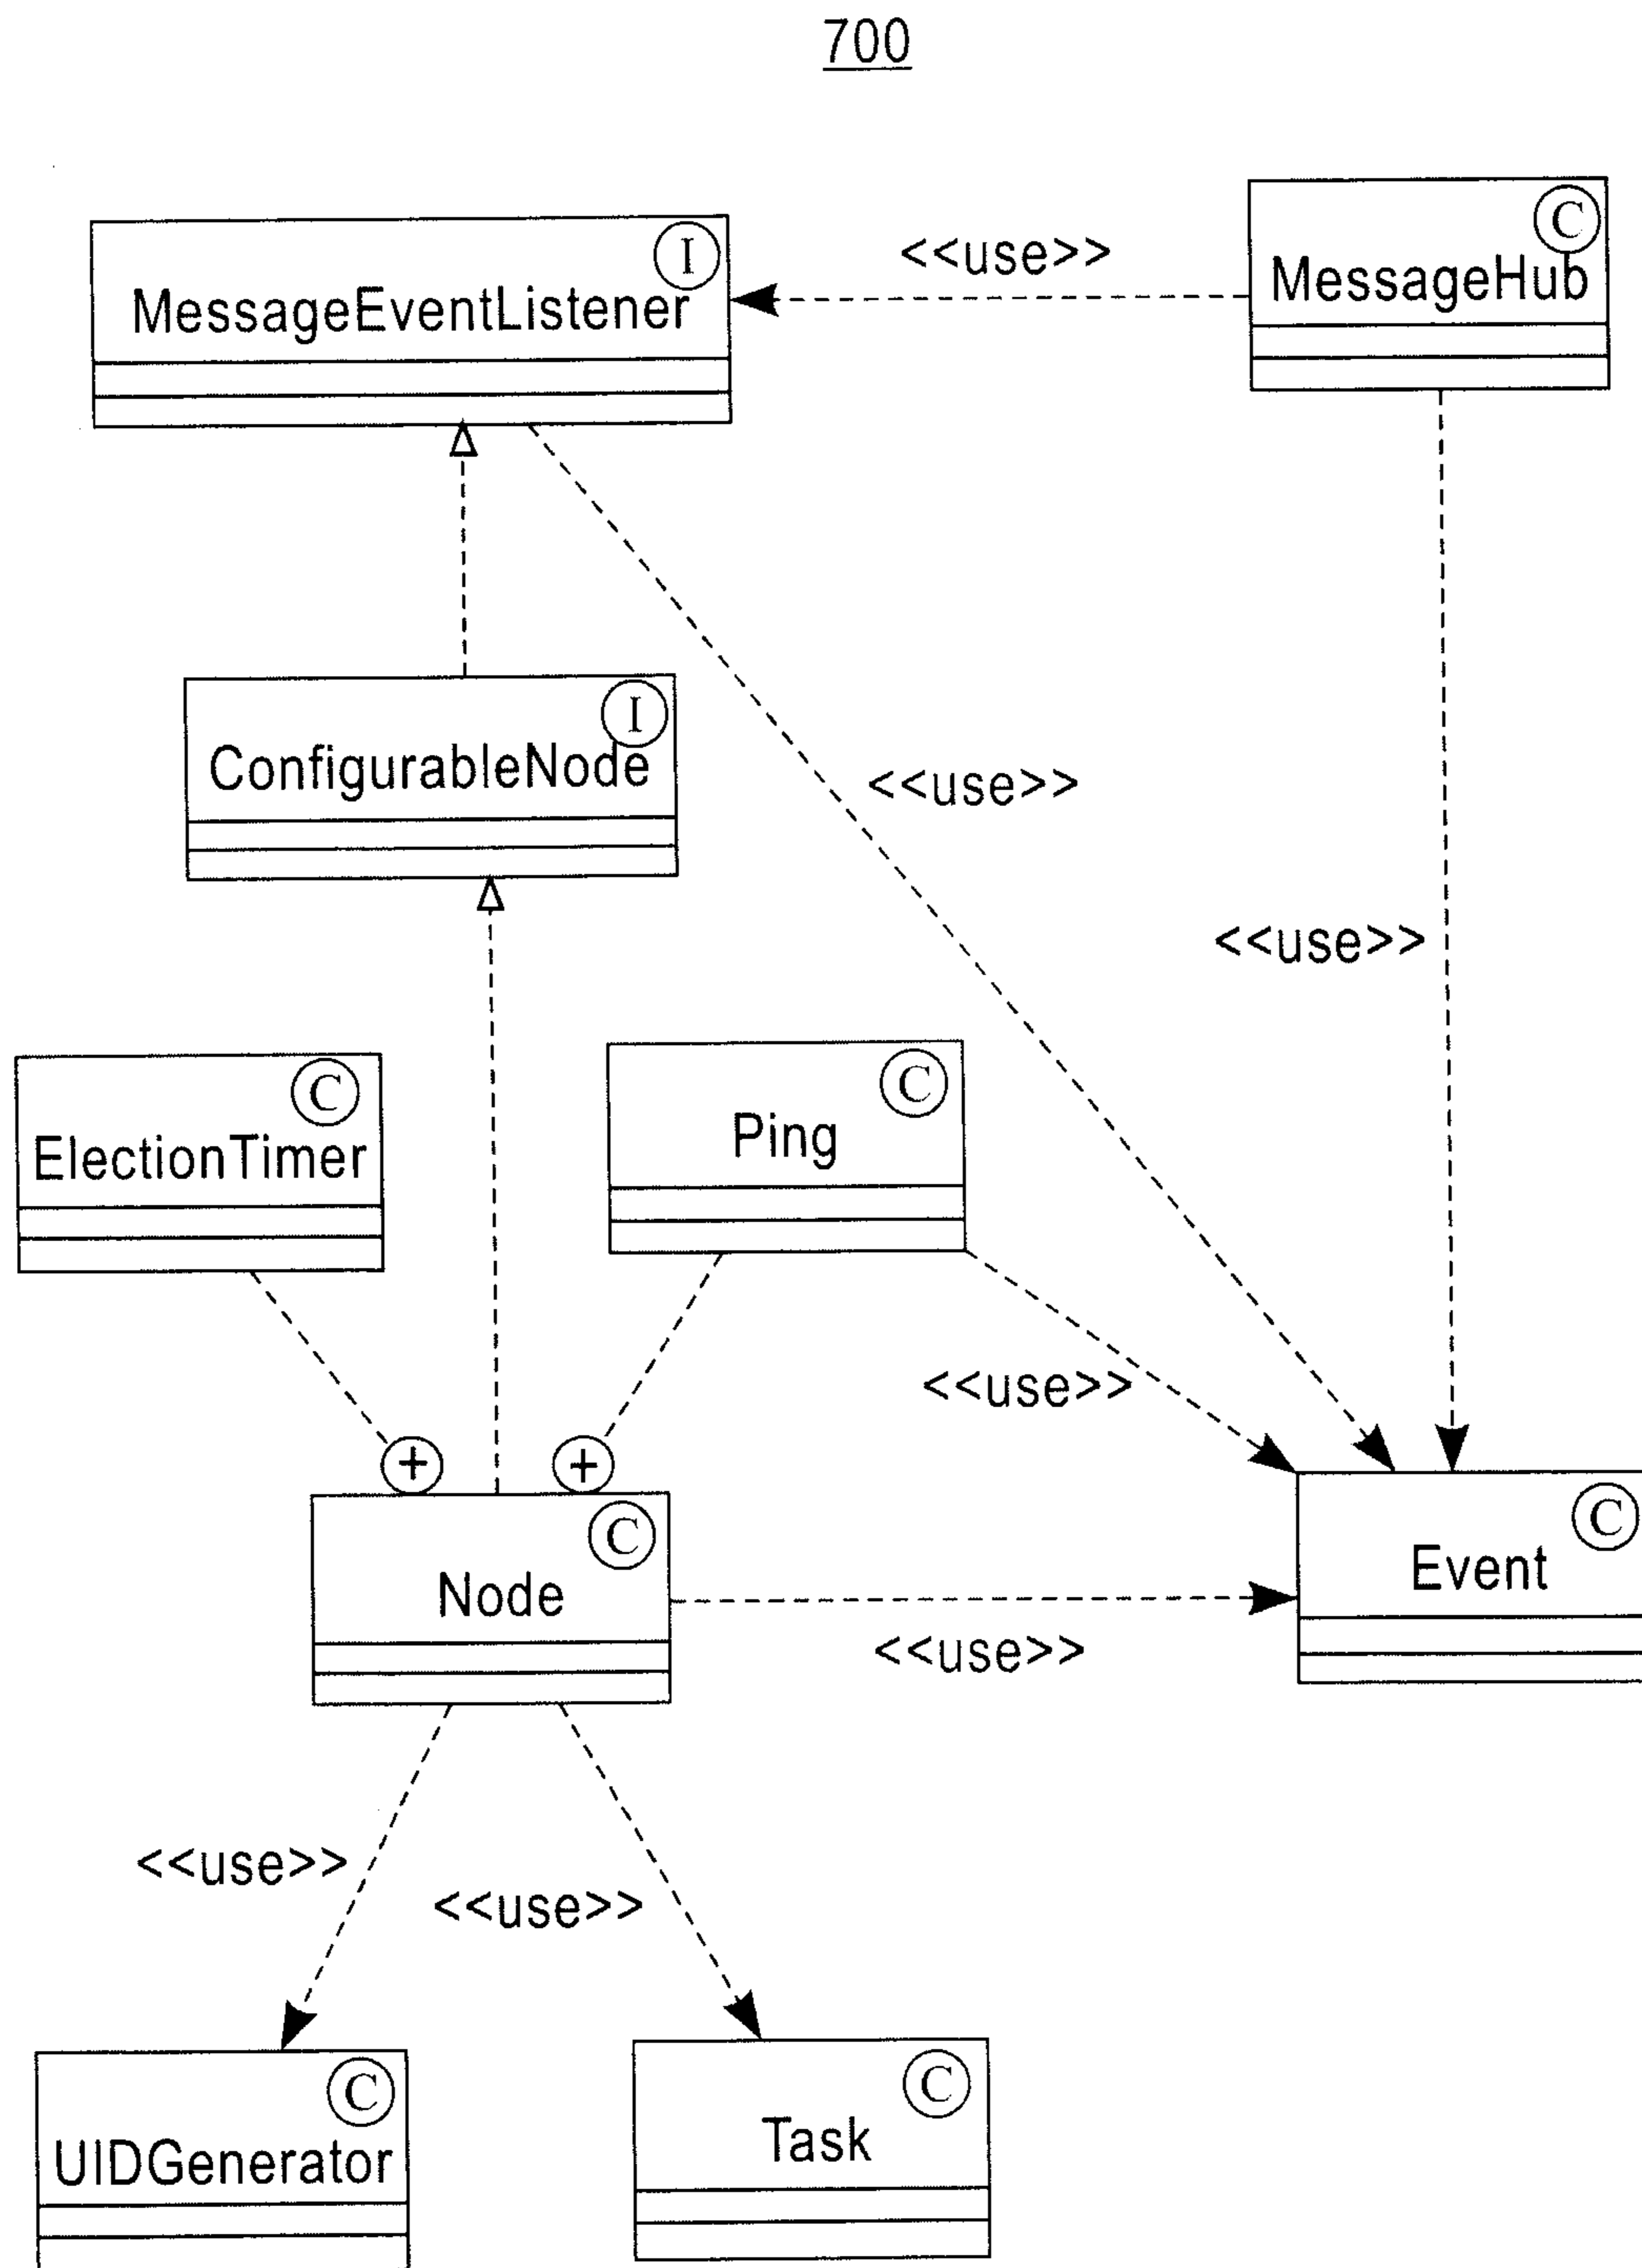 700
I
MessageEventListener
<<use>>
C
MessageHub
I
ConfigurableNode
<<use>>
<<use>>
C
ElectionTimer
C
Ping
<<use>>
+
+
C
Node
<<use>>
C
Event
<<use>>
<<use>>
C
UIDGenerator
C
Task